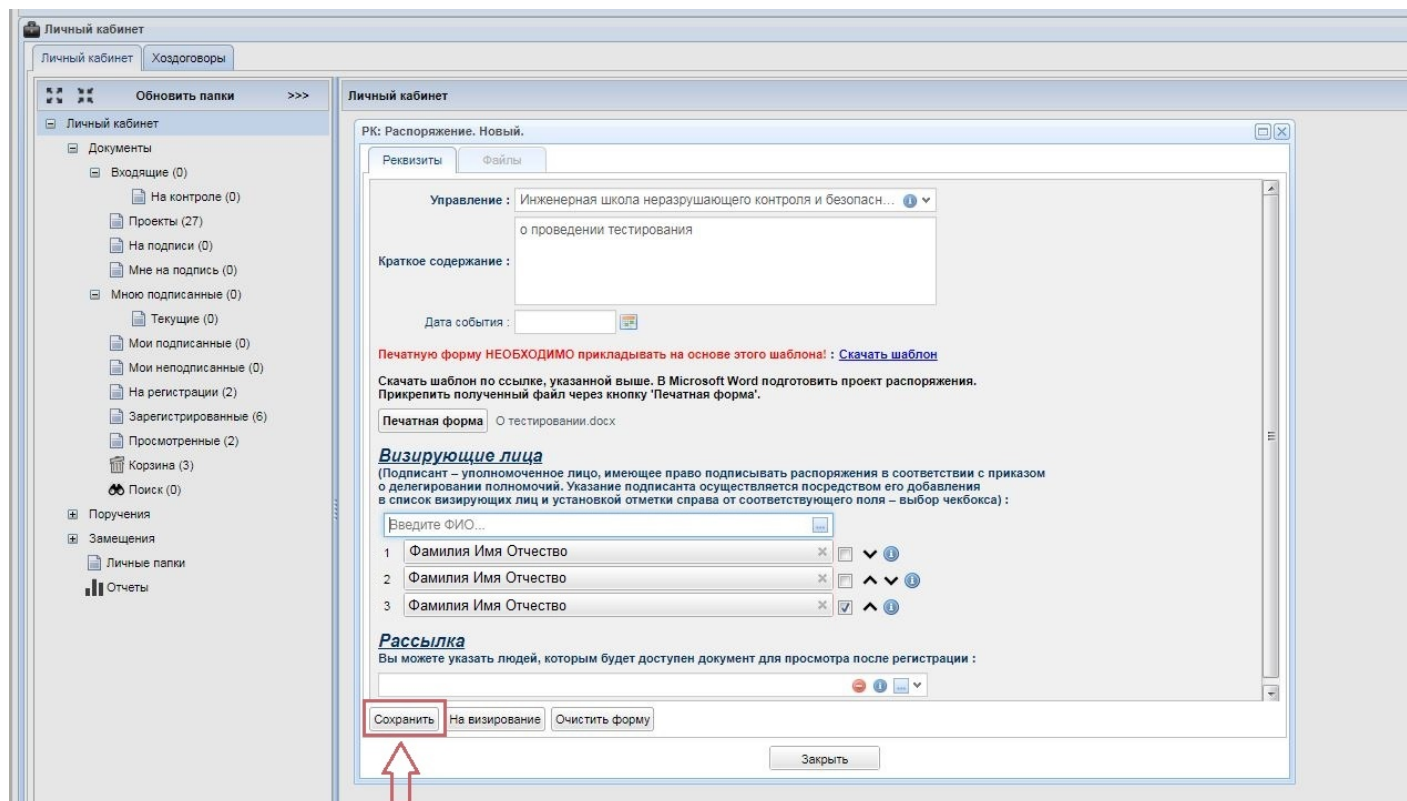 Личный кабинет
Личный кабинет Хоздоговоры
Обновить папки >>>
Личный кабинет
Документы
Входящие (0)
На контроле (0)
Проекты (27)
На подписи (0)
Мне на подпись (0)
Мною подписанные (0)
Текущие (0)
Мои подписанные (0)
Мои неподписанные (0)
На регистрации (2)
Зарегистрированные (6)
Просмотренные (2)
Корзина (3)
Поиск (0)
Поручения
Замещения
Личные папки
Отчеты
Личный кабинет
РК: Распоряжение. Новый.
Реквизиты Файлы
Управление : Инженерная школа неразрушающего контроля и безопасн...
Краткое содержание : о проведении тестирования
Дата события :
Печатную форму НЕОБХОДИМО прикладывать на основе этого шаблона! : Скачать шаблон
Скачать шаблон по ссылке, указанной выше. В Microsoft Word подготовить проект распоряжения.
Прикрепить полученный файл через кнопку 'Печатная форма'.
Печатная форма О тестировании.docx
Визирующие лица
(Подписант – уполномоченное лицо, имеющее право подписывать распоряжения в соответствии с приказом
о делегировании полномочий. Указание подписанта осуществляется посредством его добавления
в список визирующих лиц и установкой отметки справа от соответствующего поля – выбор чекбокса) :
Введите ФИО...
1 Фамилия Имя Отчество
2 Фамилия Имя Отчество
3 Фамилия Имя Отчество
Рассылка
Вы можете указать людей, которым будет доступен документ для просмотра после регистрации :
Сохранить На визирование Очистить форму
Закрыть